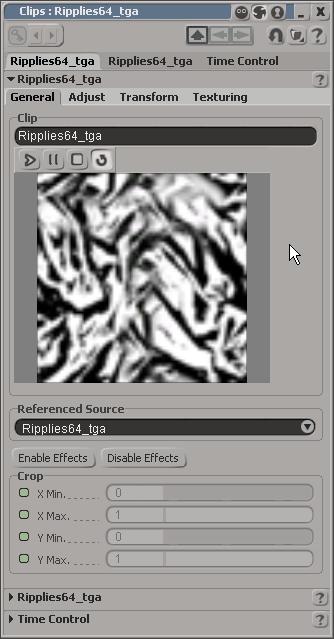 Clips : Ripplies64_tga
Ripplies64_tga Ripplies64_tga Time Control
Ripplies64_tga ?
General Adjust Transform Texturing
Clip
Ripplies64_tga
Referenced Source
Ripplies64_tga
Enable Effects Disable Effects
Crop
X Min. 0
X Max. 1
Y Min. 0
Y Max. 1
Ripplies64_tga ?
Time Control ?